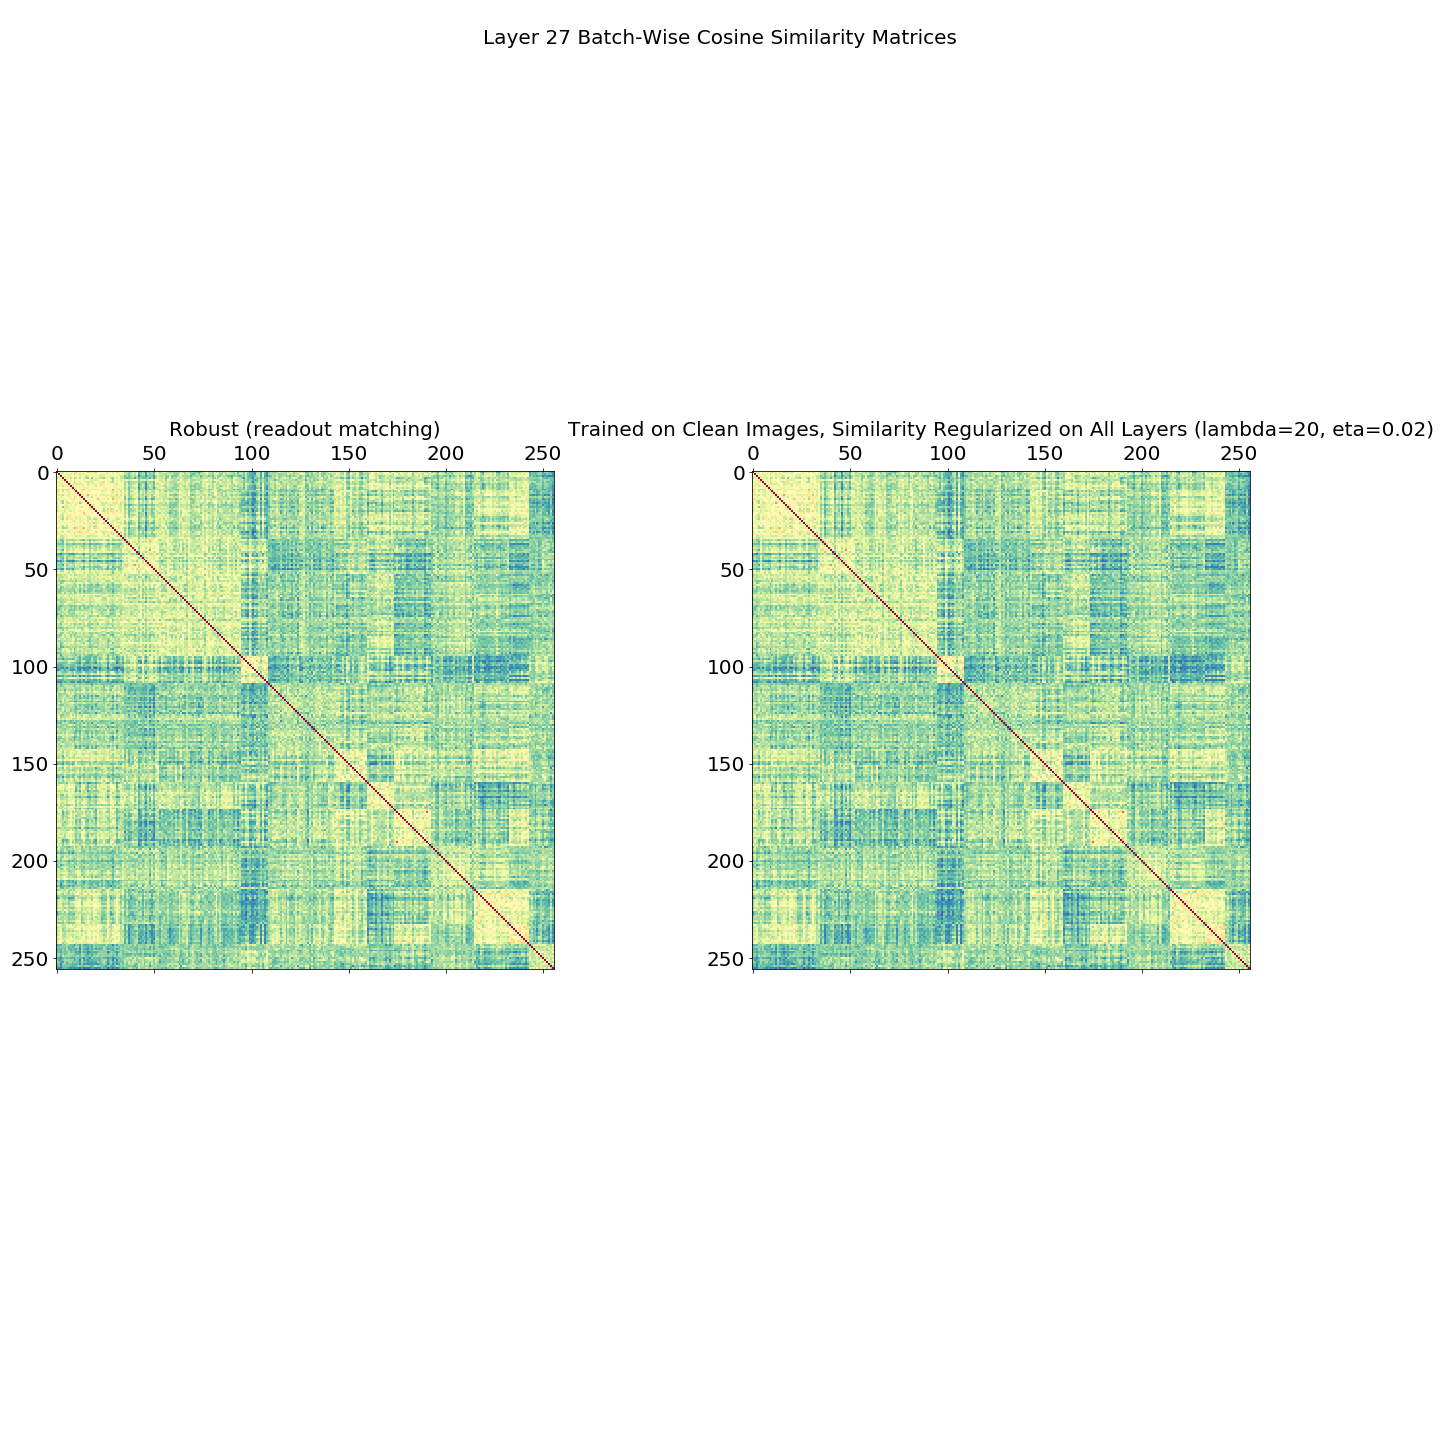 Layer 27 Batch-Wise Cosine Similarity Matrices
Robust (readout matching)
0 50 100 150 200 250
0
50
100
150
200
250
Trained on Clean Images, Similarity Regularized on All Layers (lambda=20, eta=0.02)
0 50 100 150 200 250
0
50
100
150
200
250